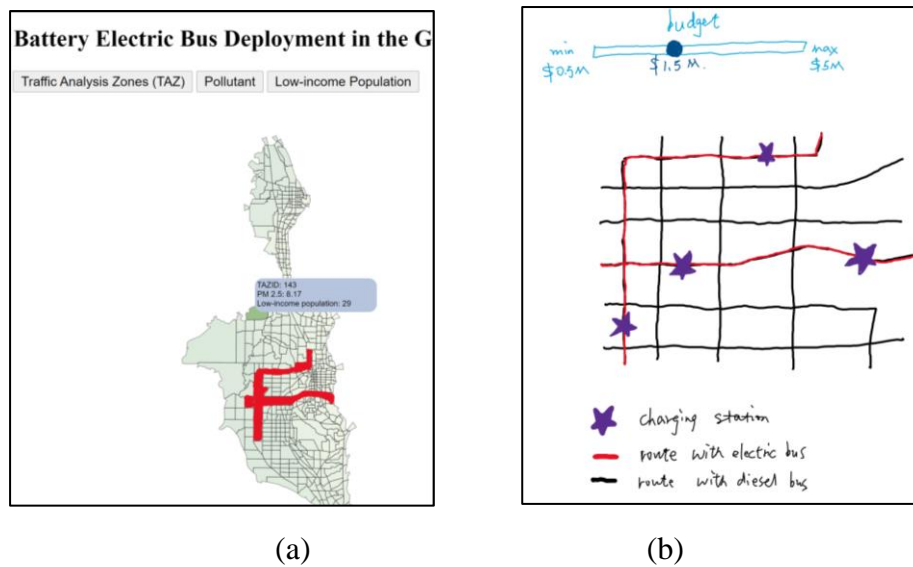 Battery Electric Bus Deployment in the G
Traffic Analysis Zones (TAZ) Pollutant Low-income Population
TAZID: 143
PM 2.5: 8.17
Low-income population: 29
(a)
budget
min
max
$0.5M
$1.5 M.
$5M
charging station
route with electric bus
route with diesel bus
(b)